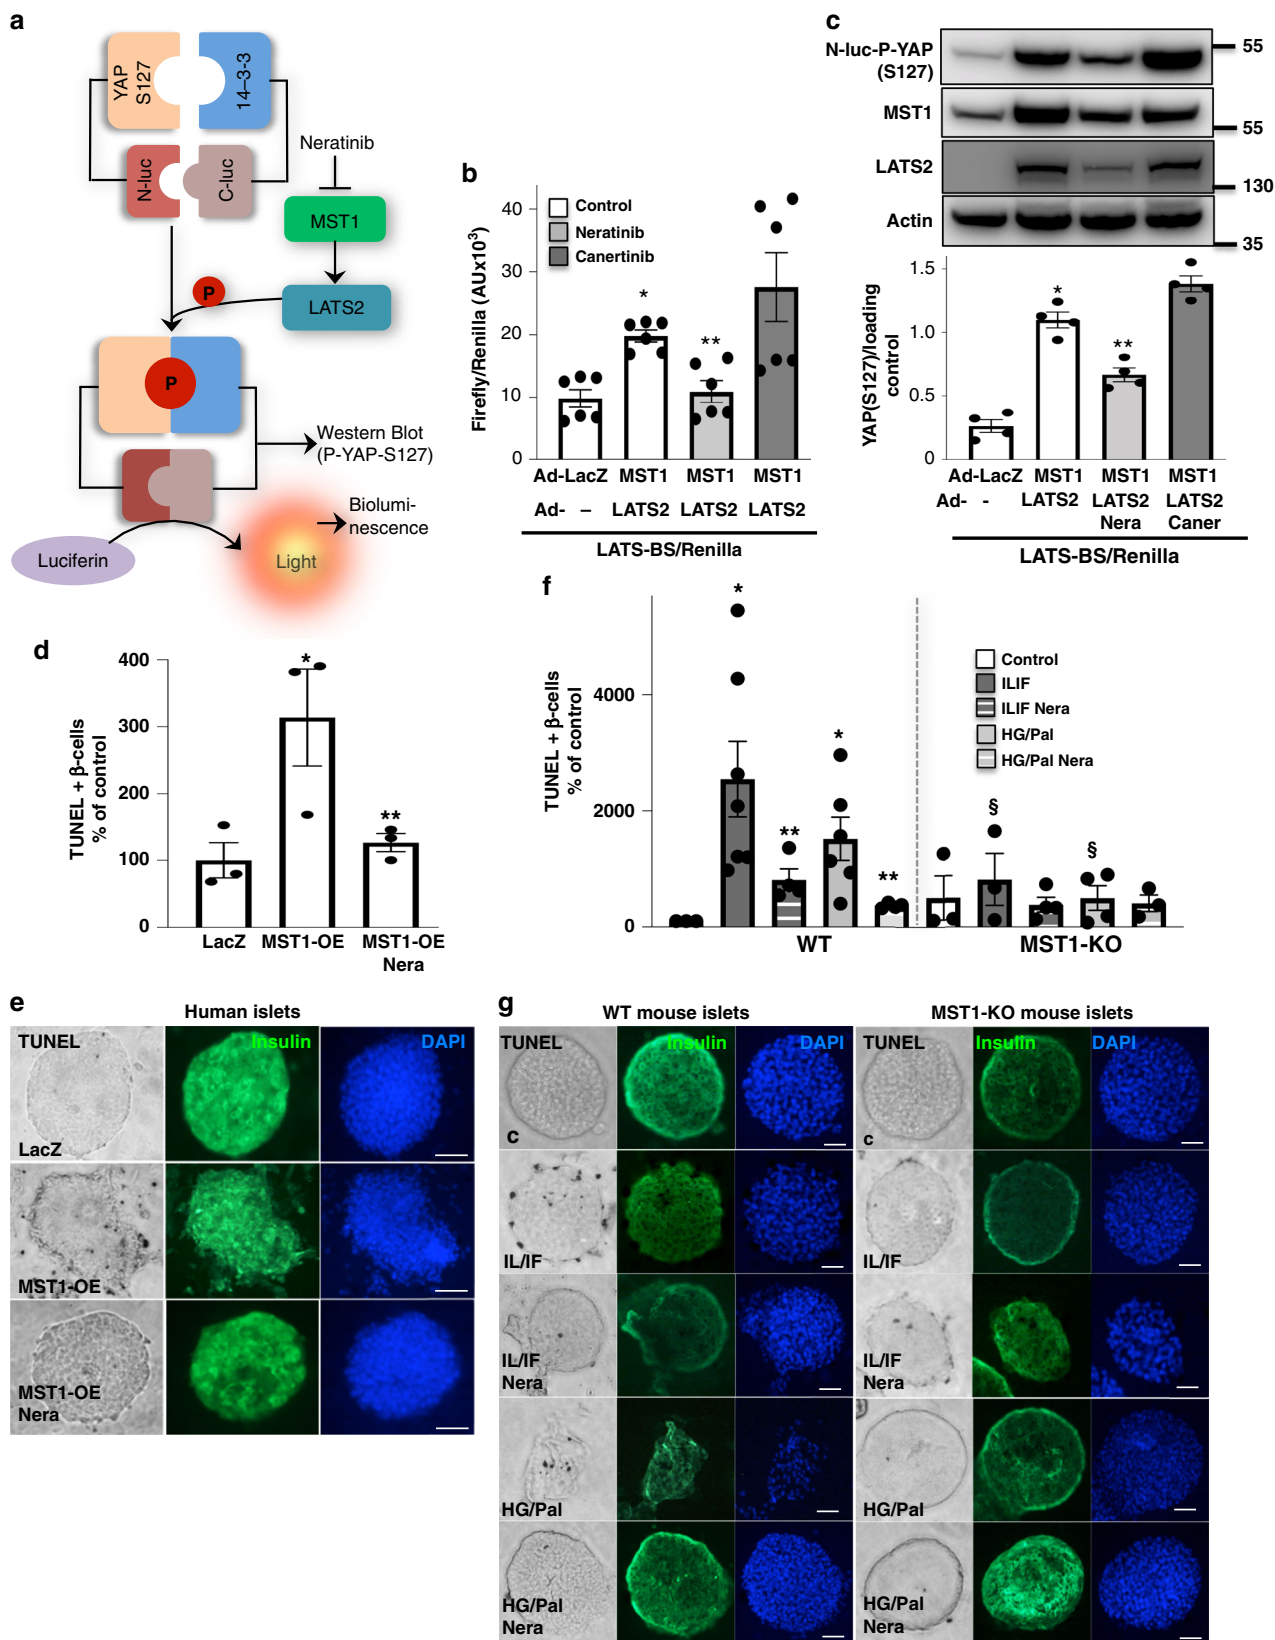 a
YAP
S127
14–3-3
N-luc
C-luc
Neratinib
MST1
LATS2
P
P
Western Blot
(P-YAP-S127)
Biolumi-
nescence
Luciferin
Light
b
Firefly/Renilla (AUx10³)
40
30
20
10
0
Control
Neratinib
Canertinib
*
**
Ad-LacZ MST1 MST1 MST1
Ad- – LATS2 LATS2 LATS2
LATS-BS/Renilla
c
N-luc-P-YAP
(S127)
55
MST1
55
LATS2
130
Actin
35
YAP(S127)/loading
control
1.5
1.0
0.5
0
*
**
Ad-LacZ MST1 MST1 MST1
Ad- - LATS2 LATS2 LATS2
Nera Caner
LATS-BS/Renilla
d
TUNEL + β-cells
% of control
400
300
200
100
0
*
**
LacZ MST1-OE MST1-OE
Nera
f
TUNEL + β-cells
% of control
4000
2000
0
*
**
*
**
§
§
Control
ILIF
ILIF Nera
HG/Pal
HG/Pal Nera
WT MST1-KO
e
Human islets
TUNEL Insulin DAPI
LacZ
MST1-OE
MST1-OE
Nera
g
WT mouse islets MST1-KO mouse islets
TUNEL Insulin DAPI TUNEL Insulin DAPI
c c
IL/IF IL/IF
IL/IF IL/IF
Nera Nera
HG/Pal HG/Pal
HG/Pal HG/Pal
Nera Nera